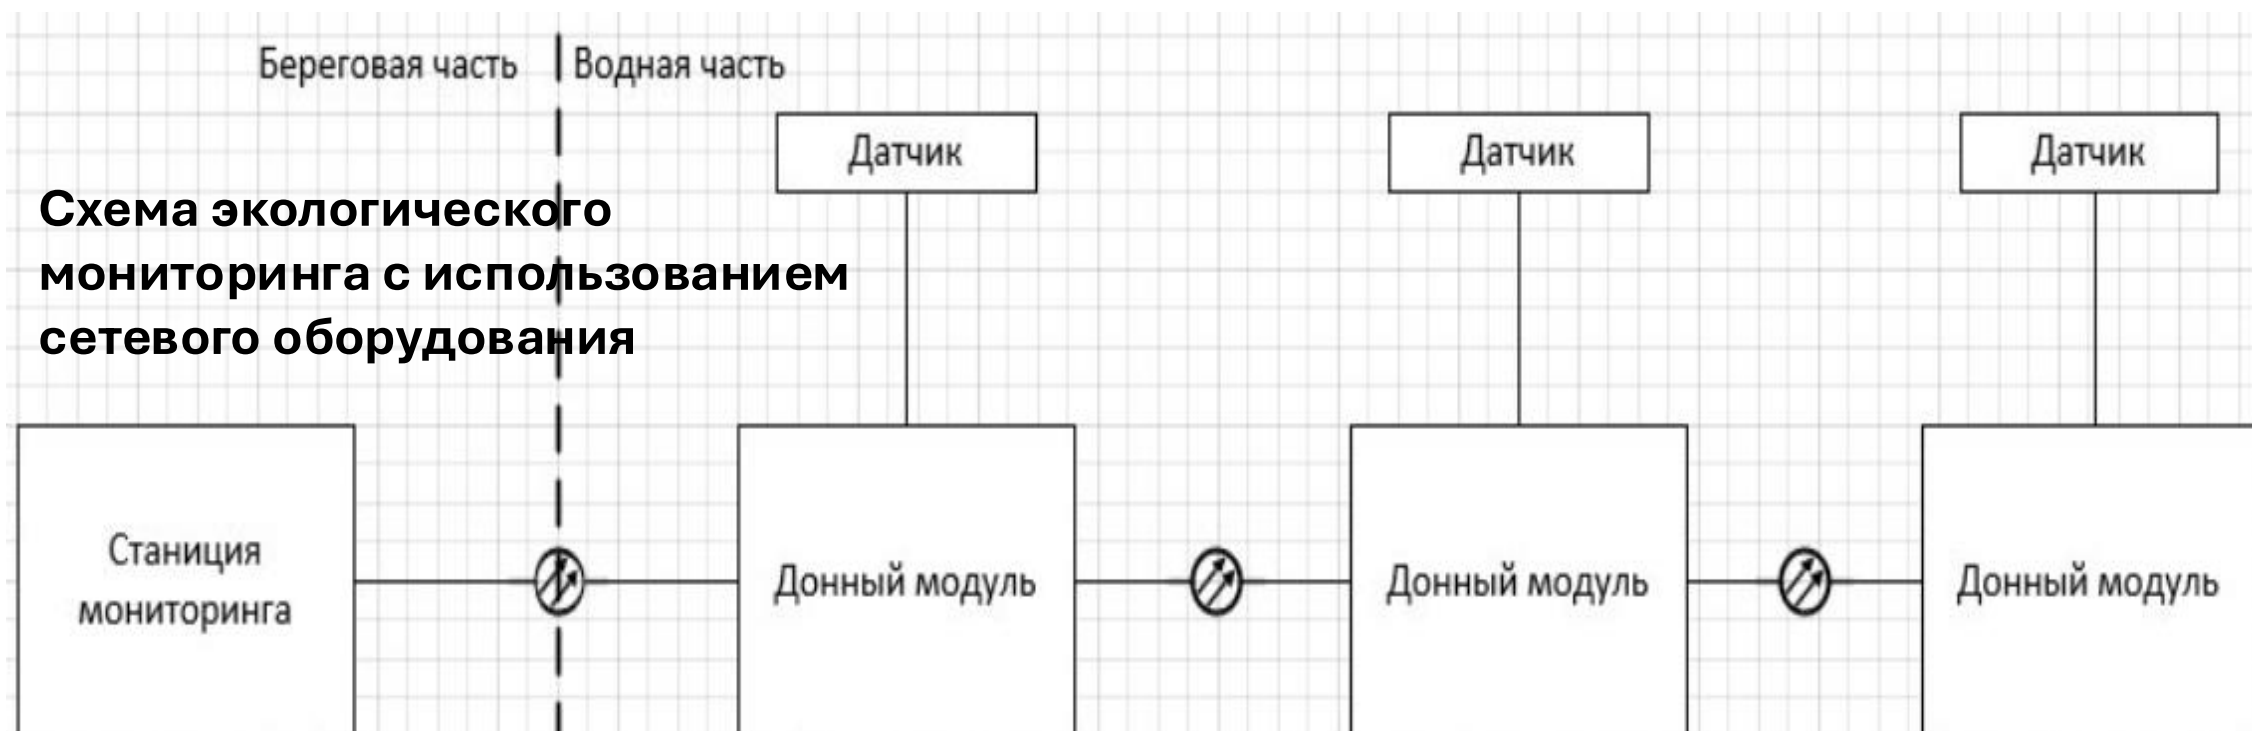 Береговая часть
Водная часть
Датчик
Датчик
Датчик
Схема экологического
мониторинга с использованием
сетевого оборудования
Станиция
мониторинга
Донный модуль
Донный модуль
Донный модуль